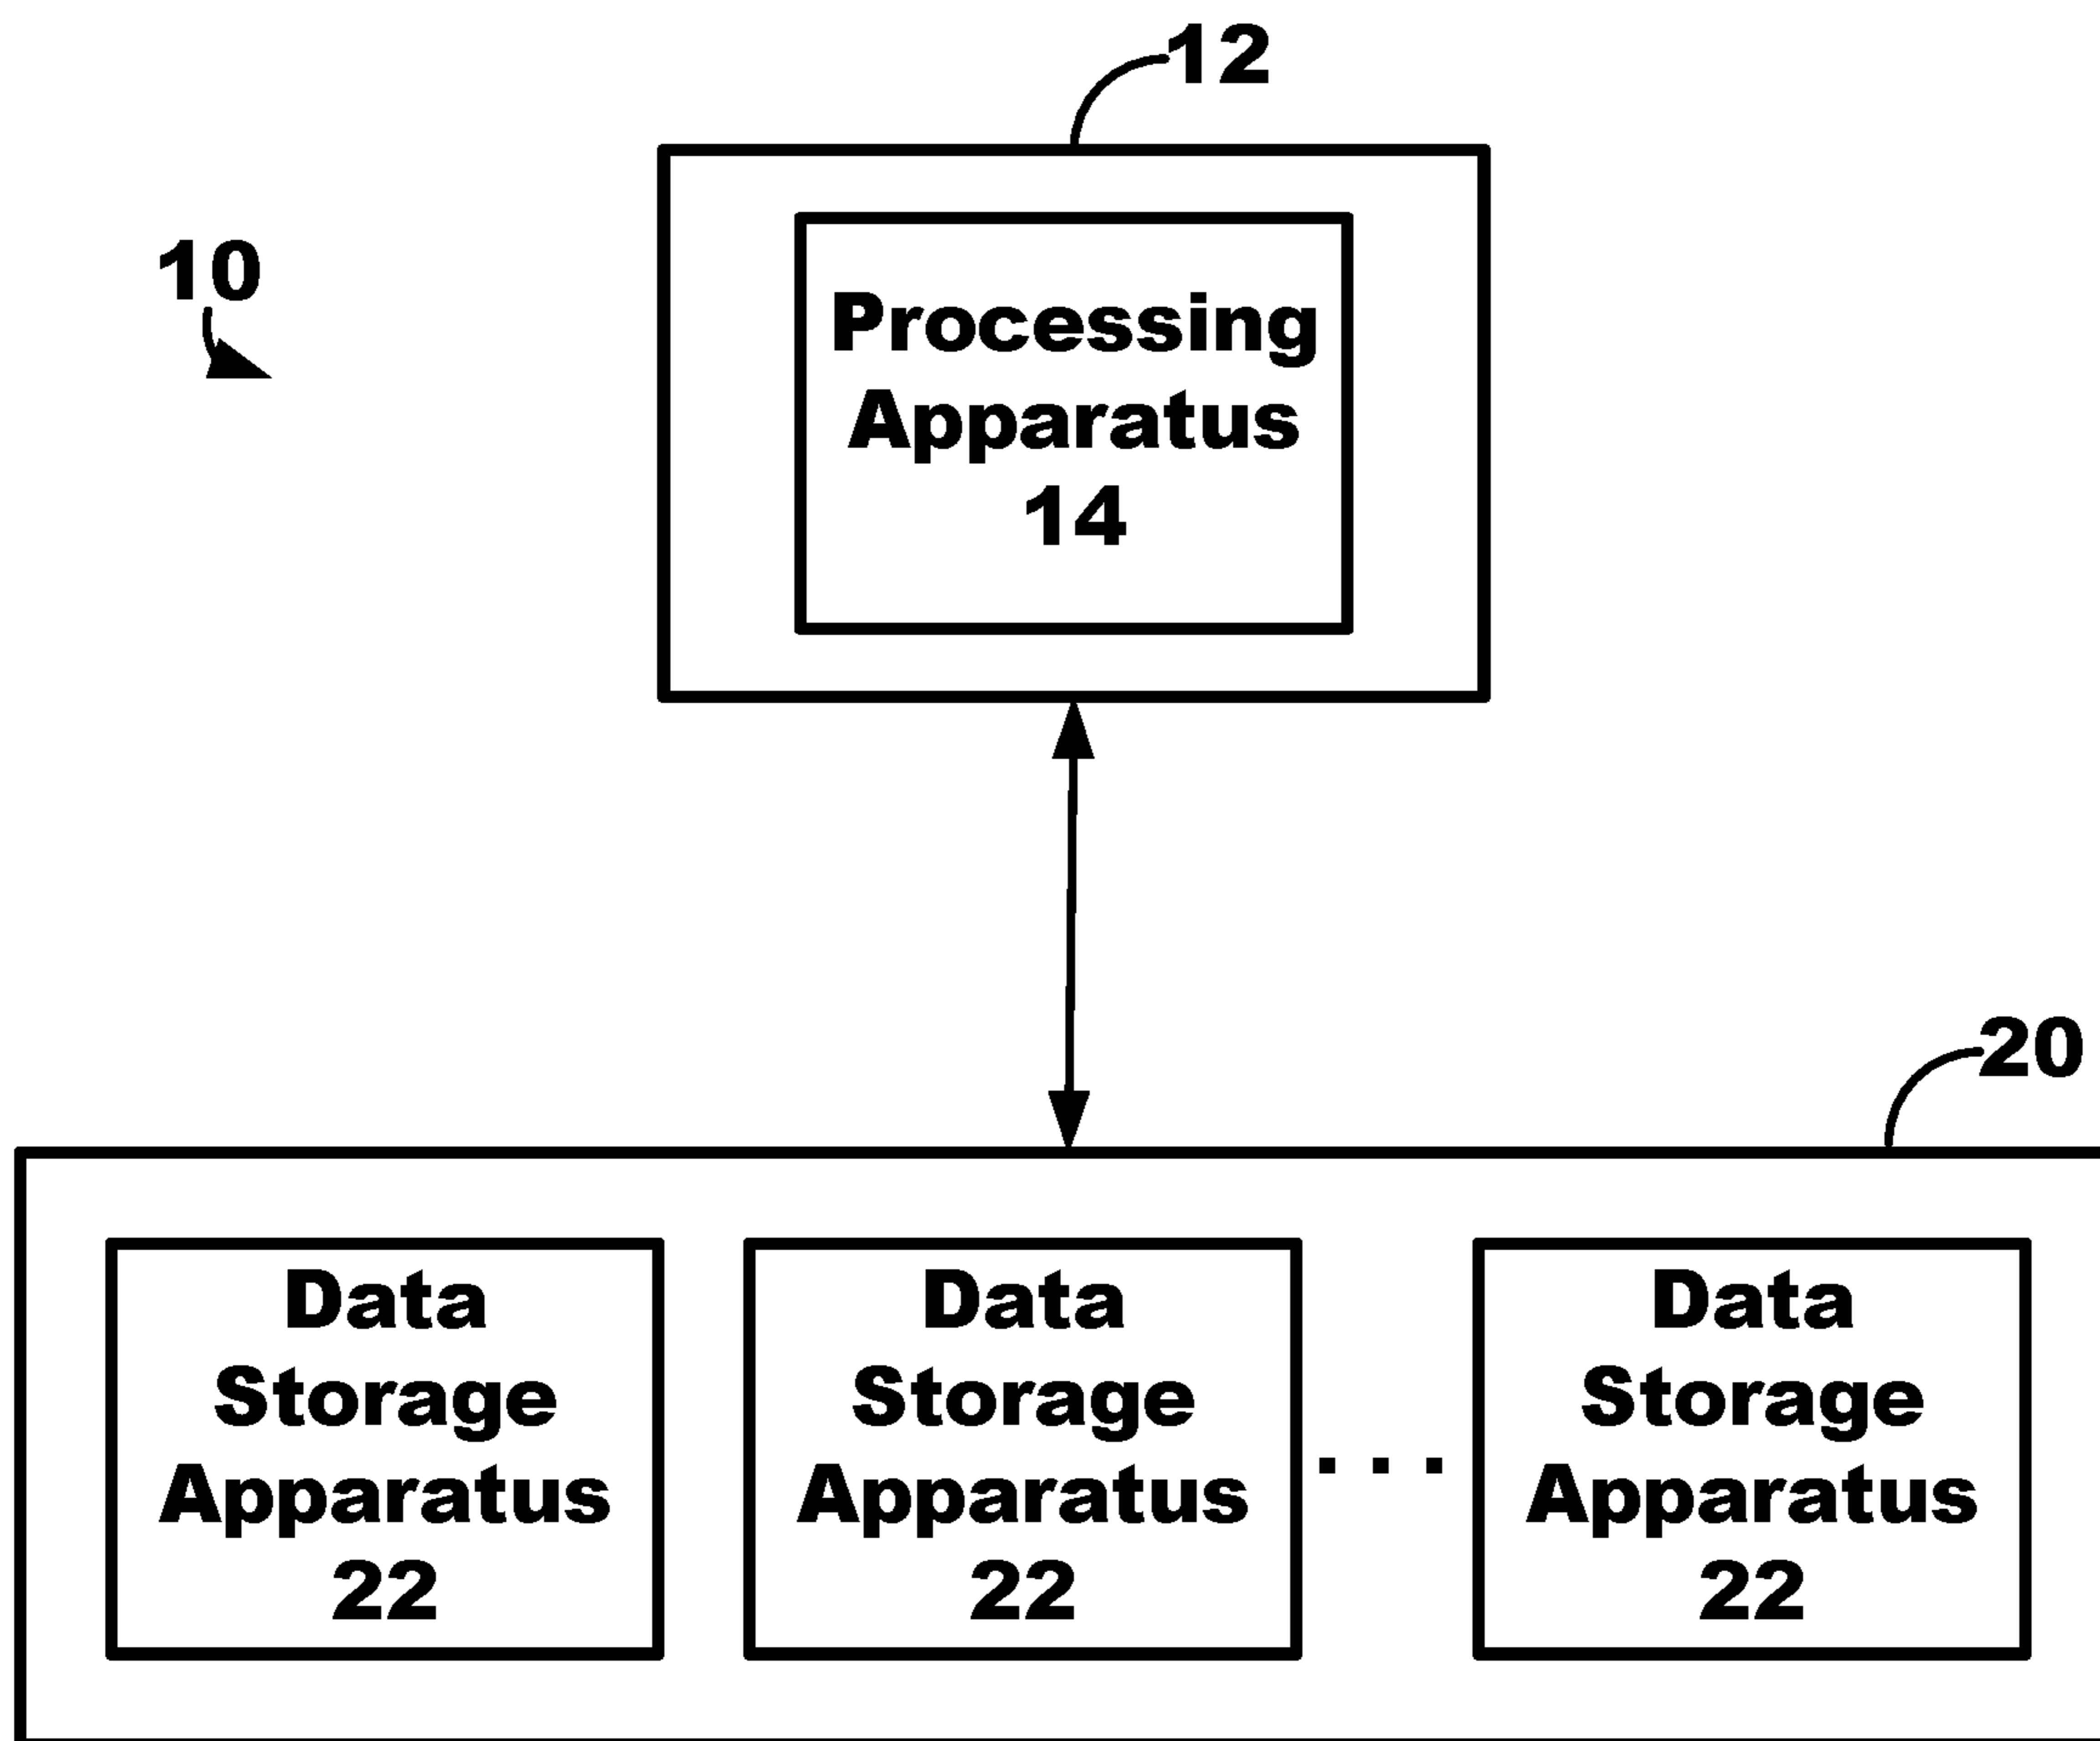 12
10
Processing
Apparatus
14
20
Data
Storage
Apparatus
22
Data
Storage
Apparatus
22
. . .
Data
Storage
Apparatus
22